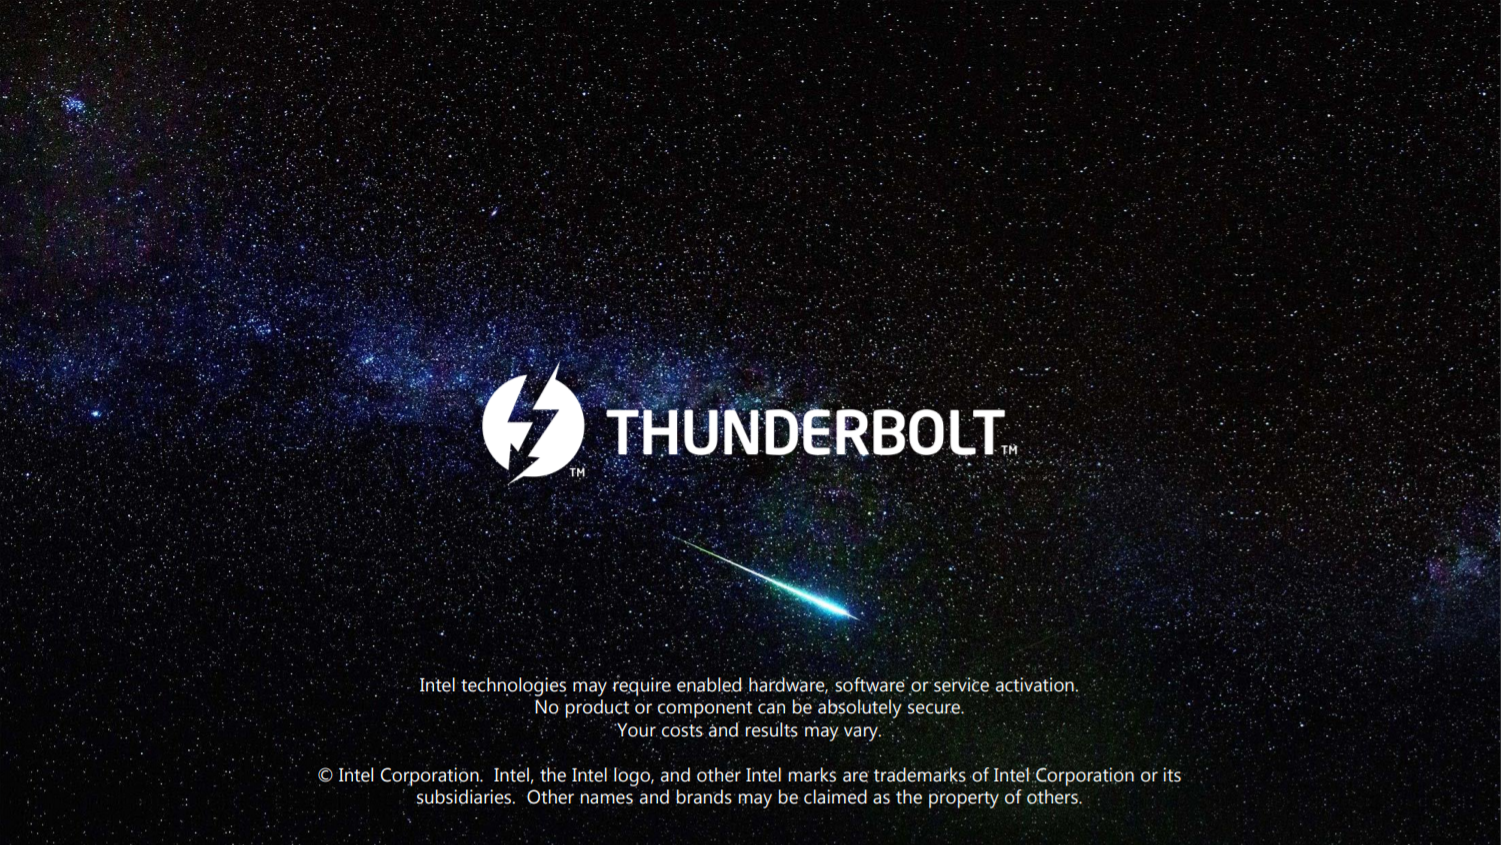 THUNDERBOLT™
™
Intel technologies may require enabled hardware, software or service activation.
No product or component can be absolutely secure.
Your costs and results may vary.
© Intel Corporation.  Intel, the Intel logo, and other Intel marks are trademarks of Intel Corporation or its
subsidiaries.  Other names and brands may be claimed as the property of others.